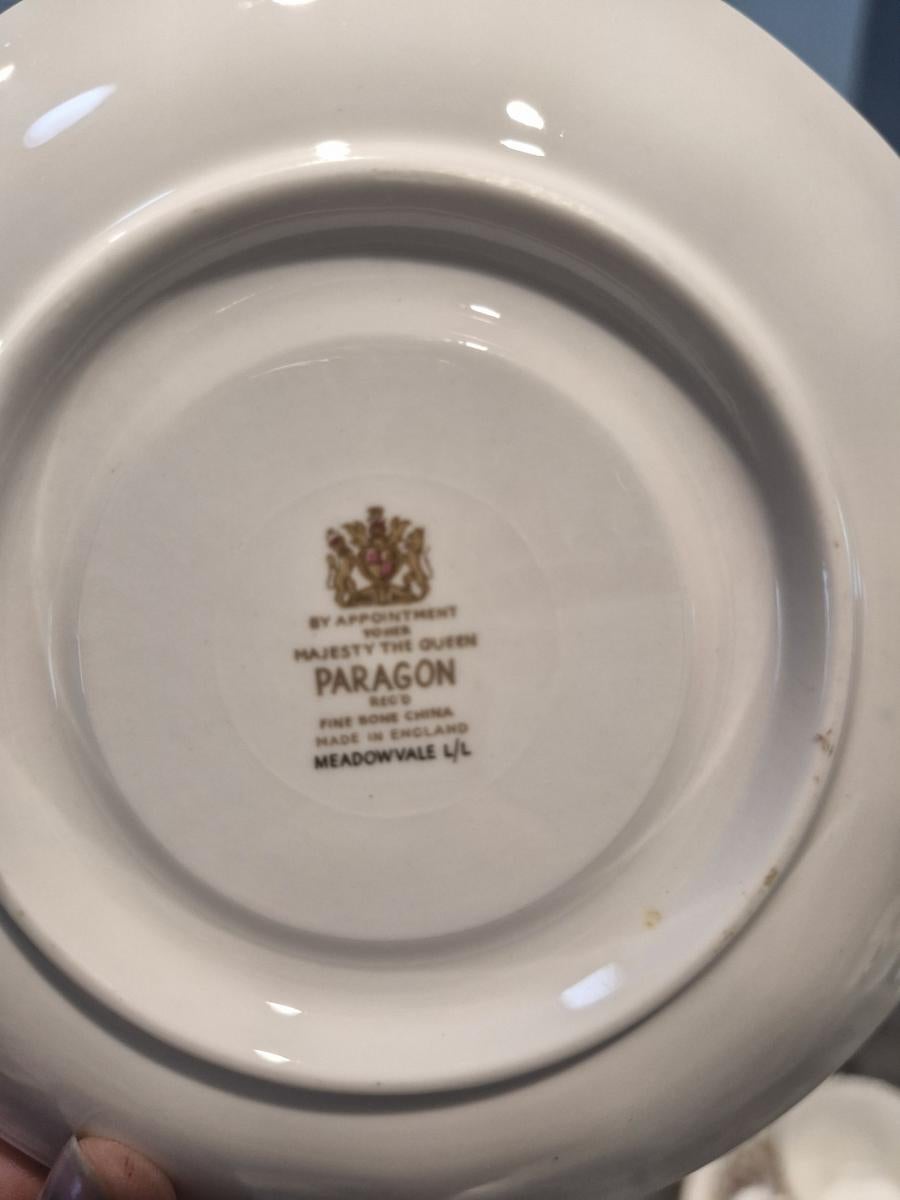 BY APPOINTMENT
TO HER
MAJESTY THE QUEEN
PARAGON
REG'D
FINE BONE CHINA
MADE IN ENGLAND
MEADOWVALE L/L